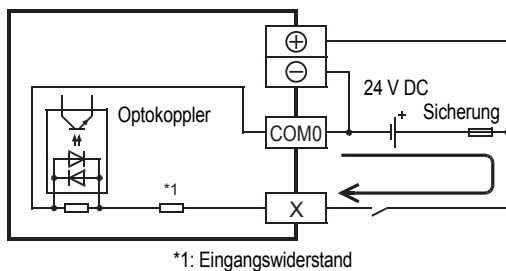 ⊕
⊖
24 V DC
+
Sicherung
Optokoppler
COM0
*1
X
*1: Eingangswiderstand